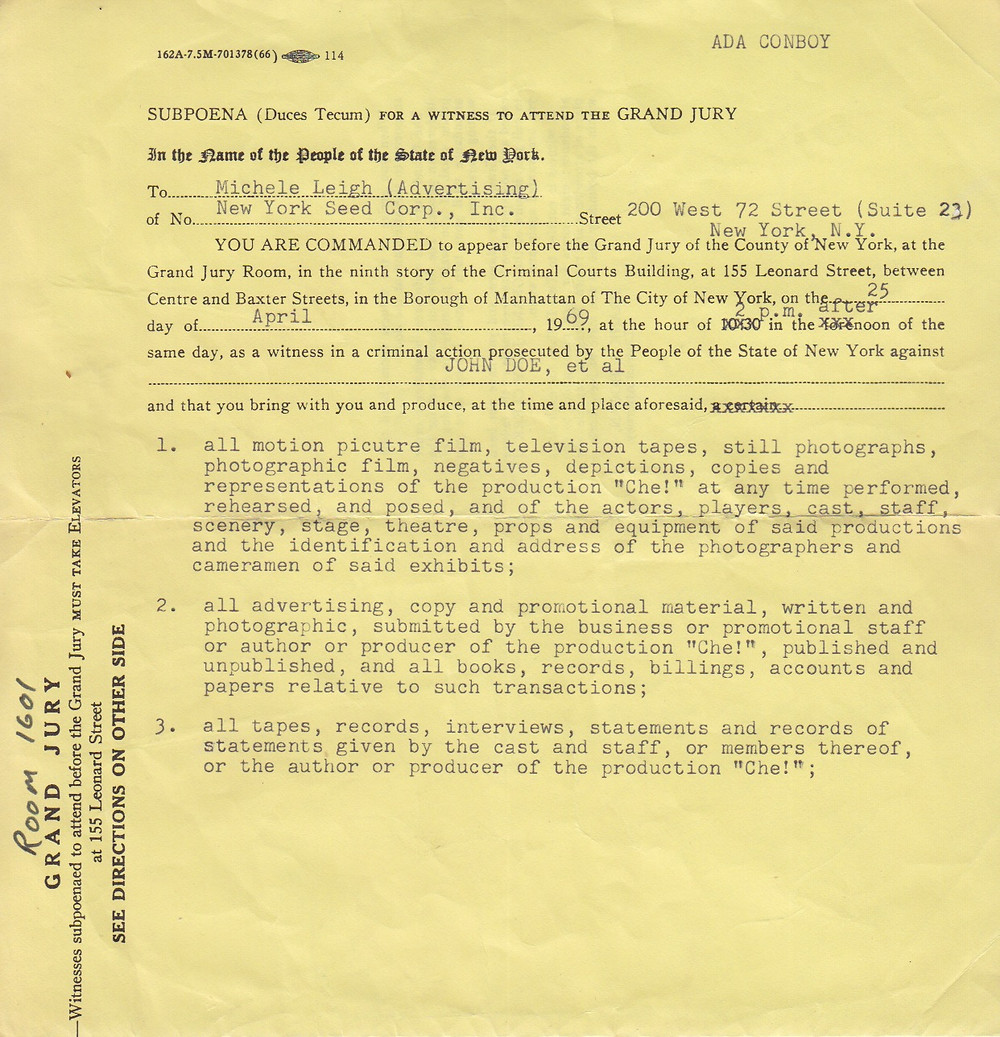 ADA CONBOY
162A-7.5M-701378(66) 114
SUBPOENA (Duces Tecum) FOR A WITNESS TO ATTEND THE GRAND JURY
In the Name of the People of the State of New York.
To Michele Leigh (Advertising)
of No. New York Seed Corp., Inc. Street 200 West 72 Street (Suite 23)
New York, N.Y.
YOU ARE COMMANDED to appear before the Grand Jury of the County of New York, at the
Grand Jury Room, in the ninth story of the Criminal Courts Building, at 155 Leonard Street, between
Centre and Baxter Streets, in the Borough of Manhattan of The City of New York, on the 25
day of April, 1969, at the hour of 10:30 2 p.m. in the fore after noon of the
same day, as a witness in a criminal action prosecuted by the People of the State of New York against
JOHN DOE, et al
and that you bring with you and produce, at the time and place aforesaid, a certain
1. all motion picutre film, television tapes, still photographs,
photographic film, negatives, depictions, copies and
representations of the production "Che!" at any time performed,
rehearsed, and posed, and of the actors, players, cast, staff,
scenery, stage, theatre, props and equipment of said productions
and the identification and address of the photographers and
cameramen of said exhibits;
2. all advertising, copy and promotional material, written and
photographic, submitted by the business or promotional staff
or author or producer of the production "Che!", published and
unpublished, and all books, records, billings, accounts and
papers relative to such transactions;
3. all tapes, records, interviews, statements and records of
statements given by the cast and staff, or members thereof,
or the author or producer of the production "Che!";
Room 1601
GRAND JURY
—Witnesses subpoenaed to attend before the Grand Jury MUST TAKE ELEVATORS
at 155 Leonard Street
SEE DIRECTIONS ON OTHER SIDE